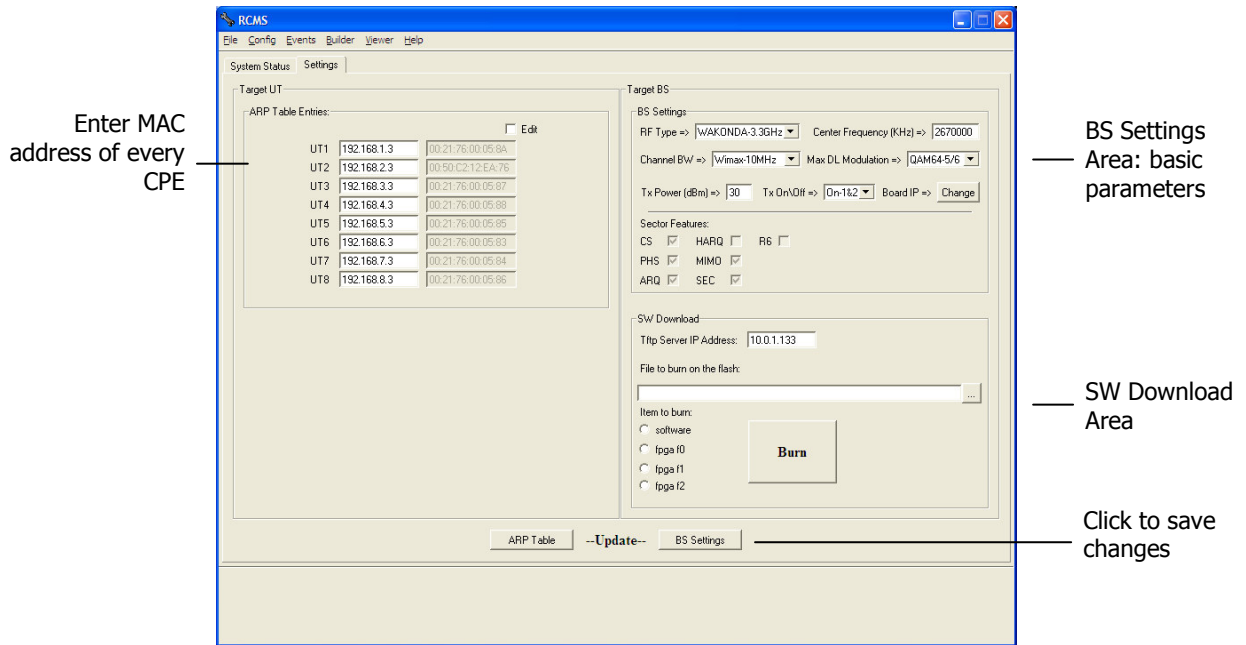 RCMS
File Config Events Builder Viewer Help
System Status Settings
Target UT
ARP Table Entries:
Edit
UT1 192.168.1.3 00:21:76:00:05:8A
UT2 192.168.2.3 00:50:C2:12:EA:76
UT3 192.168.3.3 00:21:76:00:05:87
UT4 192.168.4.3 00:21:76:00:05:88
UT5 192.168.5.3 00:21:76:00:05:85
UT6 192.168.6.3 00:21:76:00:05:83
UT7 192.168.7.3 00:21:76:00:05:84
UT8 192.168.8.3 00:21:76:00:05:86
Enter MAC
address of every
CPE
Target BS
BS Settings
RF Type => WAKONDA-3.3GHz Center Frequency (KHz) => 2670000
Channel BW => Wimax-10MHz Max DL Modulation => QAM64-5/6
Tx Power (dBm) => 30 Tx On\Off => On-1&2 Board IP => Change
Sector Features:
CS HARQ R6
PHS MIMO
ARQ SEC
BS Settings
Area: basic
parameters
SW Download
Tftp Server IP Address: 10.0.1.133
File to burn on the flash:
...
Item to burn:
software
fpga f0
fpga f1
fpga f2
Burn
SW Download
Area
ARP Table --Update-- BS Settings
Click to save
changes